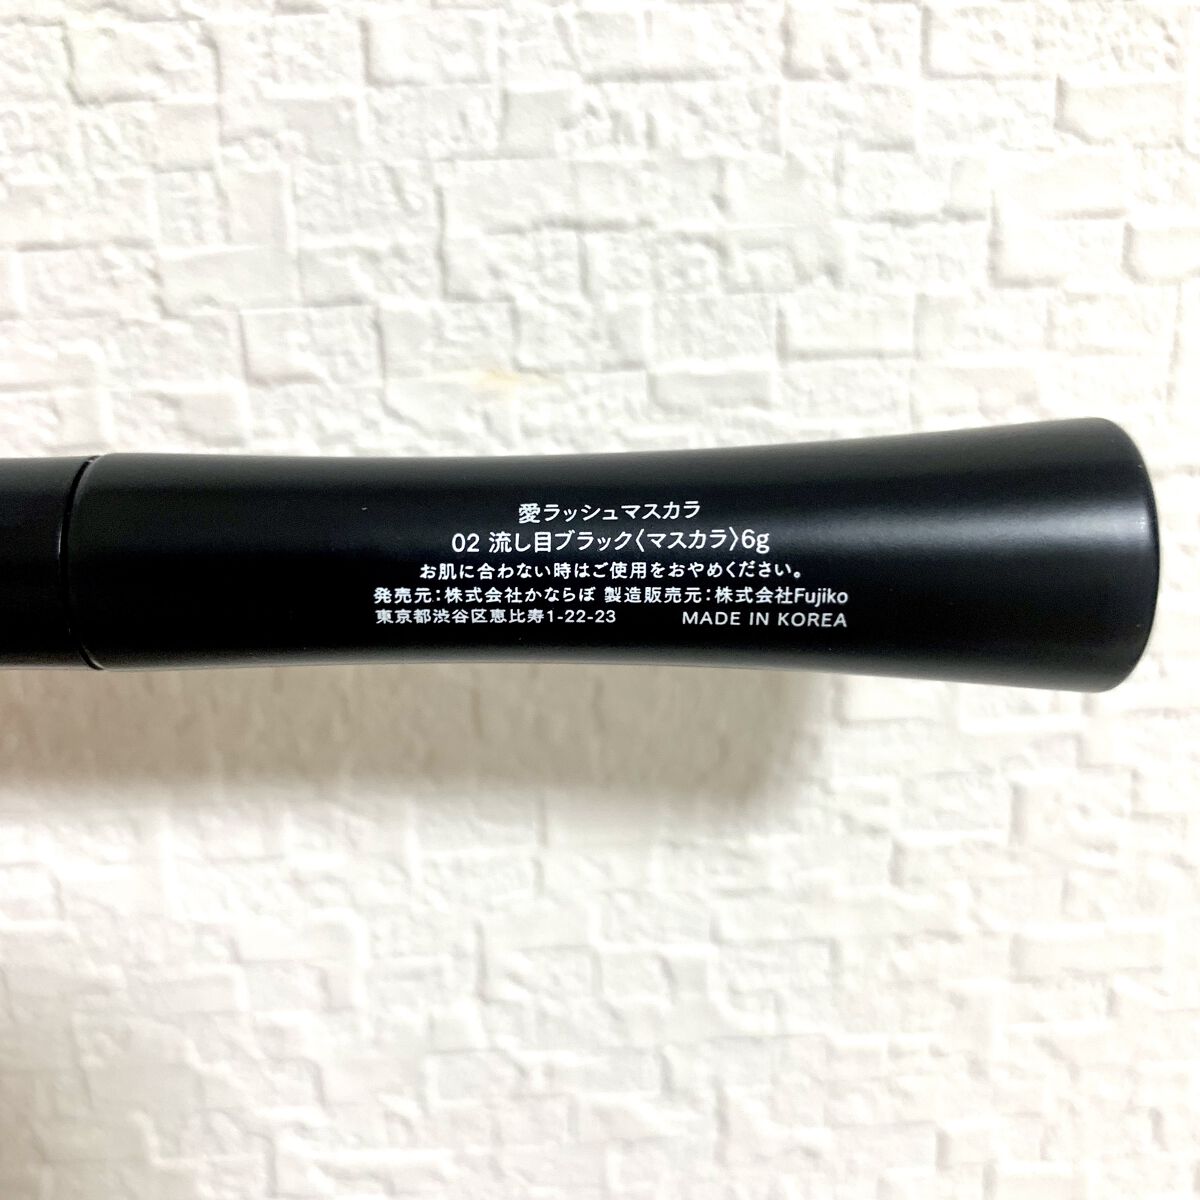 愛ラッシュマスカラ
02 流し目ブラック〈マスカラ〉6g
お肌に合わない時はご使用をおやめください。
発売元：株式会社かならぼ 製造販売元：株式会社Fujiko
東京都渋谷区恵比寿1-22-23 MADE IN KOREA